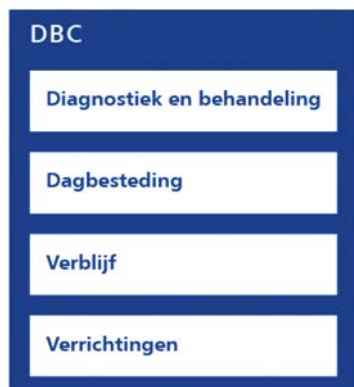 DBC
Diagnostiek en behandeling
Dagbesteding
Verblijf
Verrichtingen